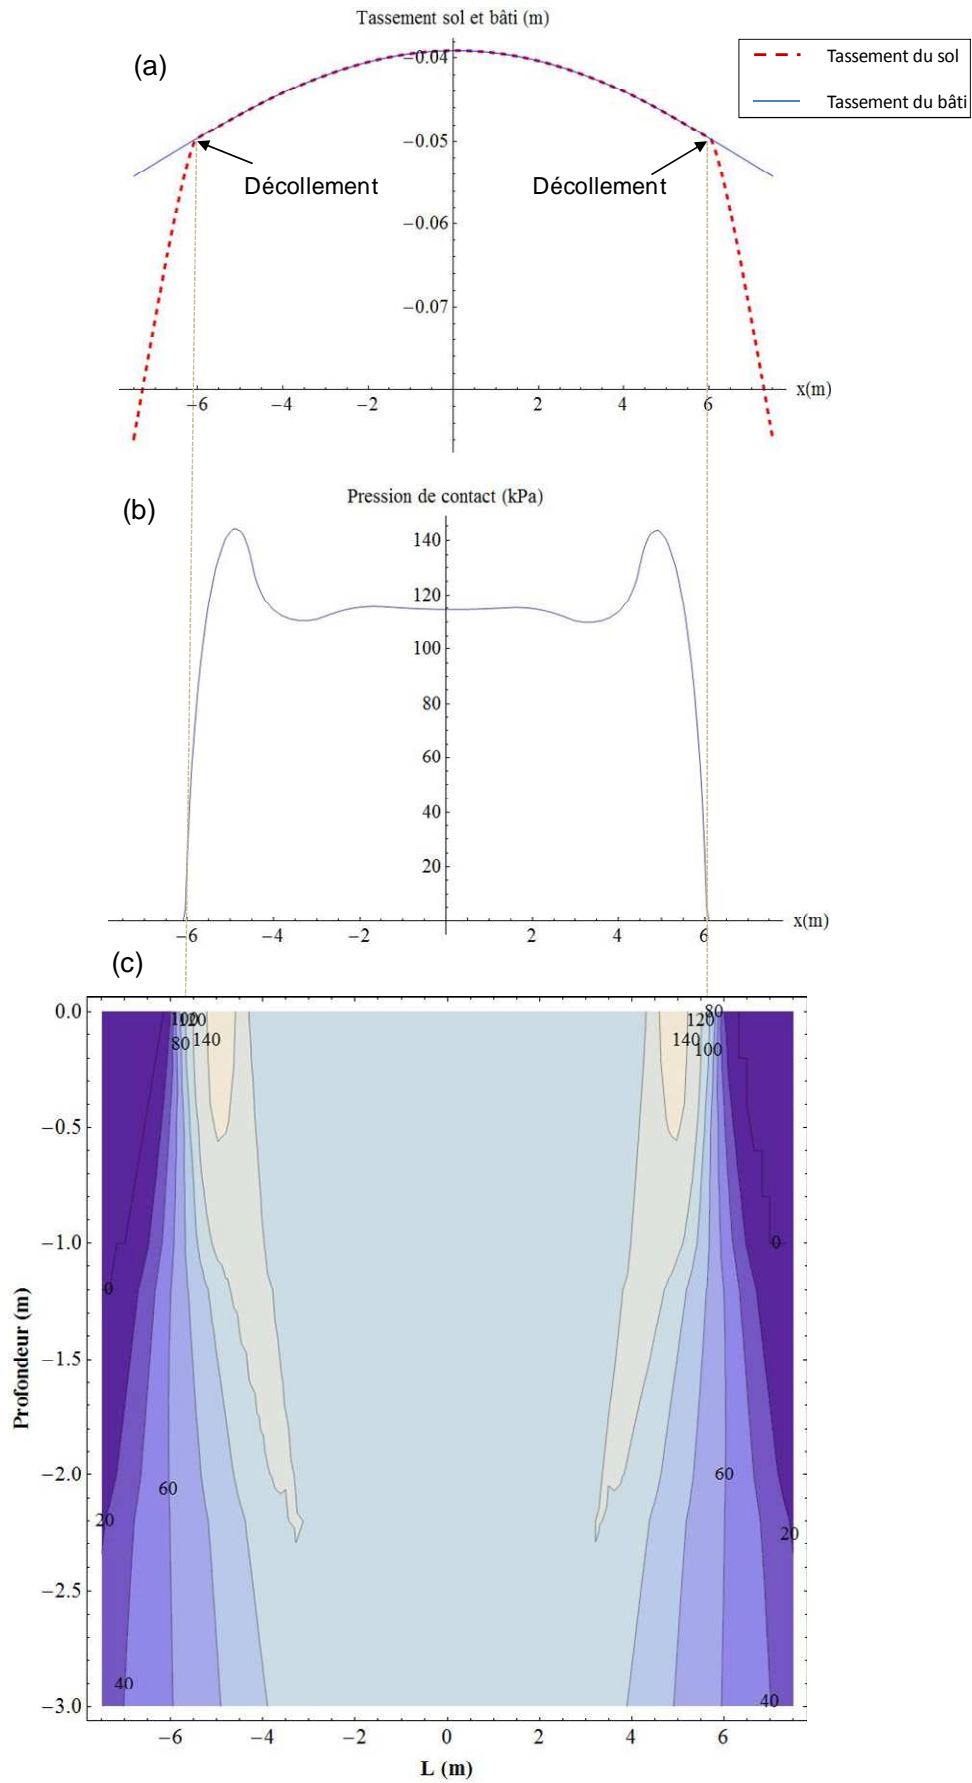 Tassement sol et bâti (m)
(a)
Tassement du sol
Tassement du bâti
−0.04
−0.05
−0.06
−0.07
Décollement
Décollement
−6 −4 −2 2 4 6 x(m)
(b)
Pression de contact (kPa)
140
120
100
80
60
40
20
−6 −4 −2 2 4 6 x(m)
(c)
0.0
−0.5
−1.0
−1.5
−2.0
−2.5
−3.0
100 120
80 140
80
120
140 100
0
0
60
60
20
20
40
40
Profondeur (m)
−6 −4 −2 0 2 4 6
L (m)